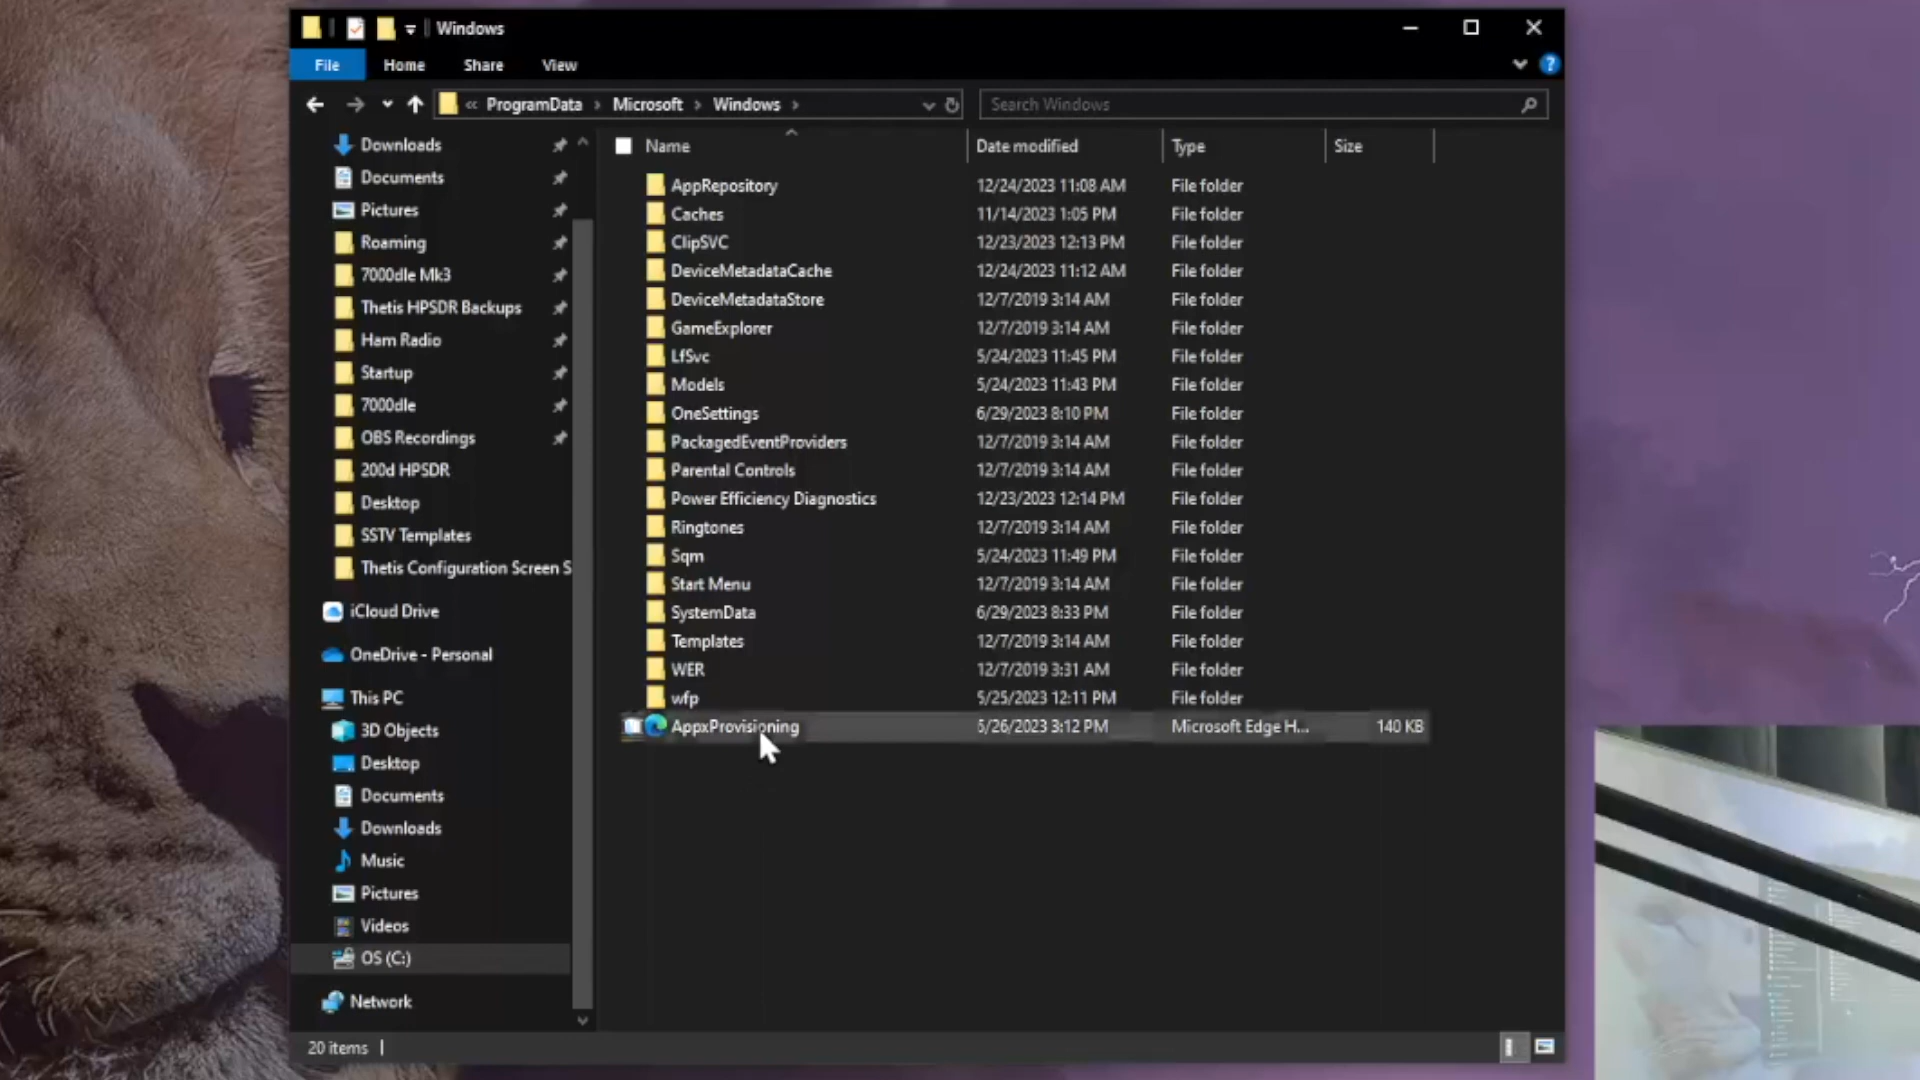 Windows
File Home Share View
« ProgramData › Microsoft › Windows ›
Search Windows
Downloads
Documents
Pictures
Roaming
7000dle Mk3
Thetis HPSDR Backups
Ham Radio
Startup
7000dle
OBS Recordings
200d HPSDR
Desktop
SSTV Templates
Thetis Configuration Screen S
iCloud Drive
OneDrive - Personal
This PC
3D Objects
Desktop
Documents
Downloads
Music
Pictures
Videos
OS (C:)
Network
Name Date modified Type Size
AppRepository 12/24/2023 11:08 AM File folder
Caches 11/14/2023 1:05 PM File folder
ClipSVC 12/23/2023 12:13 PM File folder
DeviceMetadataCache 12/24/2023 11:12 AM File folder
DeviceMetadataStore 12/7/2019 3:14 AM File folder
GameExplorer 12/7/2019 3:14 AM File folder
LfSvc 5/24/2023 11:45 PM File folder
Models 5/24/2023 11:43 PM File folder
OneSettings 6/29/2023 8:10 PM File folder
PackagedEventProviders 12/7/2019 3:14 AM File folder
Parental Controls 12/7/2019 3:14 AM File folder
Power Efficiency Diagnostics 12/23/2023 12:14 PM File folder
Ringtones 12/7/2019 3:14 AM File folder
Sqm 5/24/2023 11:49 PM File folder
Start Menu 12/7/2019 3:14 AM File folder
SystemData 6/29/2023 8:33 PM File folder
Templates 12/7/2019 3:14 AM File folder
WER 12/7/2019 3:31 AM File folder
wfp 5/25/2023 12:11 PM File folder
AppxProvisioning 5/26/2023 3:12 PM Microsoft Edge H... 140 KB
20 items